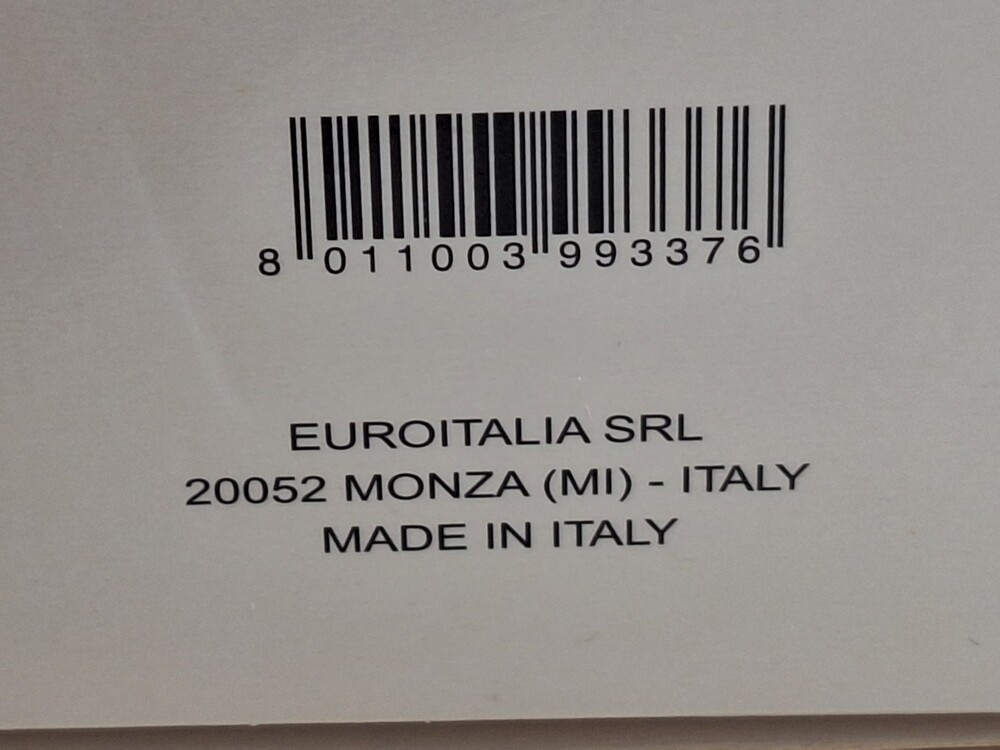 8 011003 993376
EUROITALIA SRL
20052 MONZA (MI) - ITALY
MADE IN ITALY